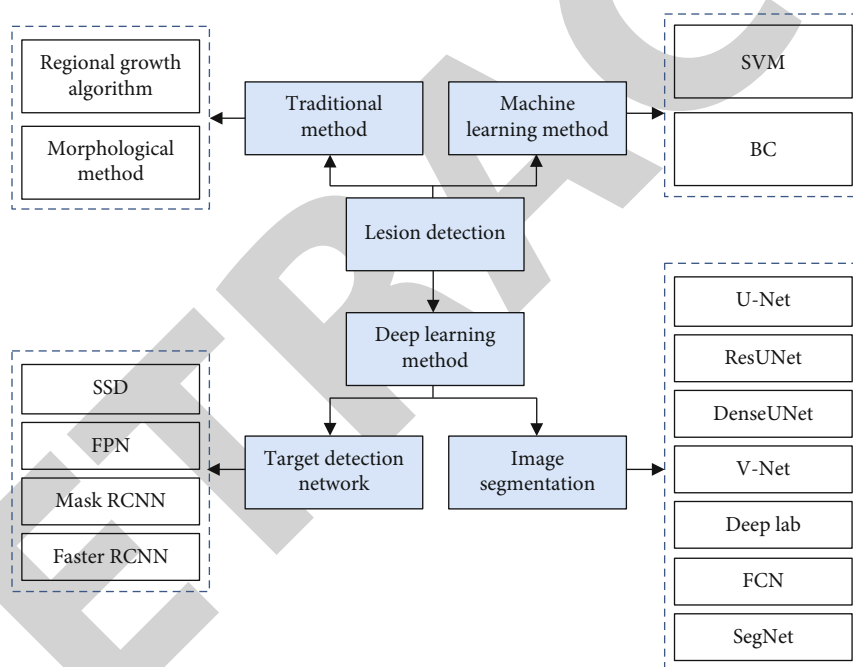 Regional growth
algorithm
Morphological
method
Traditional
method
Machine
learning method
SVM
BC
Lesion detection
Deep learning
method
SSD
FPN
Mask RCNN
Faster RCNN
Target detection
network
Image
segmentation
U-Net
ResUNet
DenseUNet
V-Net
Deep lab
FCN
SegNet
ETRAC